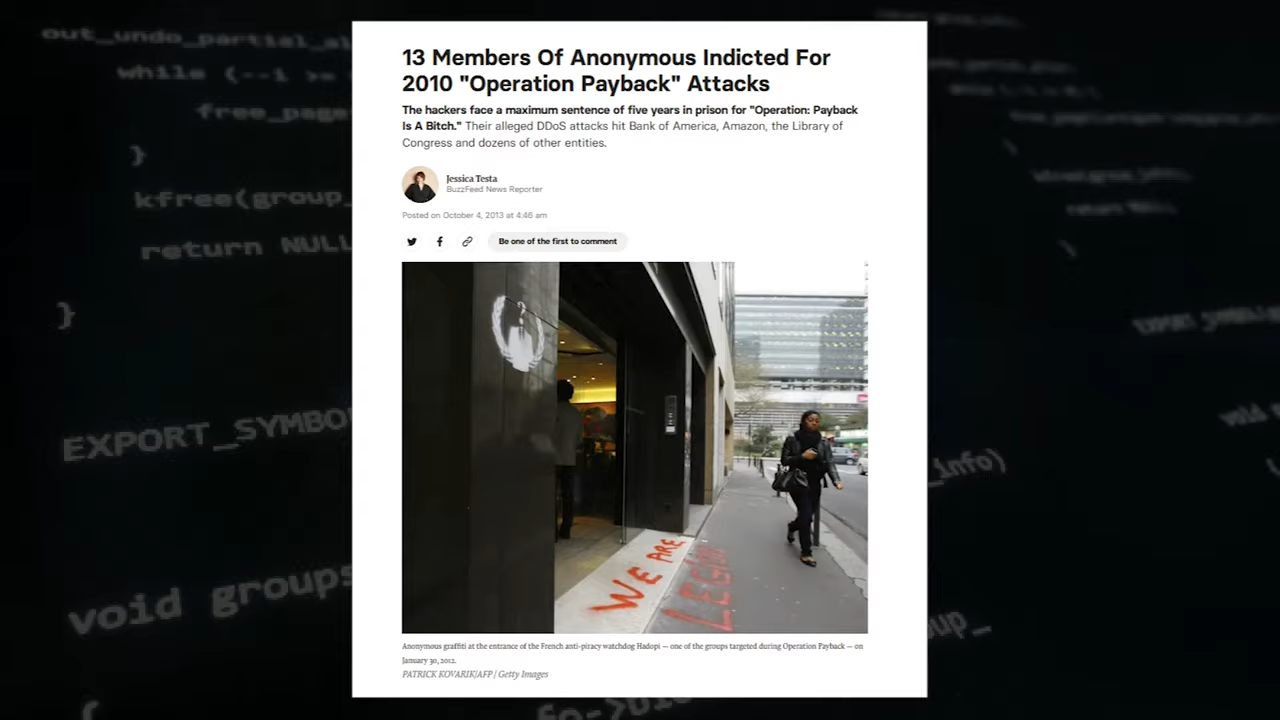 13 Members Of Anonymous Indicted For
2010 "Operation Payback" Attacks
The hackers face a maximum sentence of five years in prison for "Operation: Payback
Is A Bitch." Their alleged DDoS attacks hit Bank of America, Amazon, the Library of
Congress and dozens of other entities.
Jessica Testa
BuzzFeed News Reporter
Posted on October 4, 2013 at 4:46 am
Be one of the first to comment
WE ARE
LEGION
Anonymous graffiti at the entrance of the French anti-piracy watchdog Hadopi — one of the groups targeted during Operation Payback — on
January 30, 2012.
PATRICK KOVARIK/AFP / Getty Images
out_undo_partial_al
while (--i >=
free_page
}
kfree(group_
return NULL
}
EXPORT_SYMBO
void groups
{
_info)
void
up_